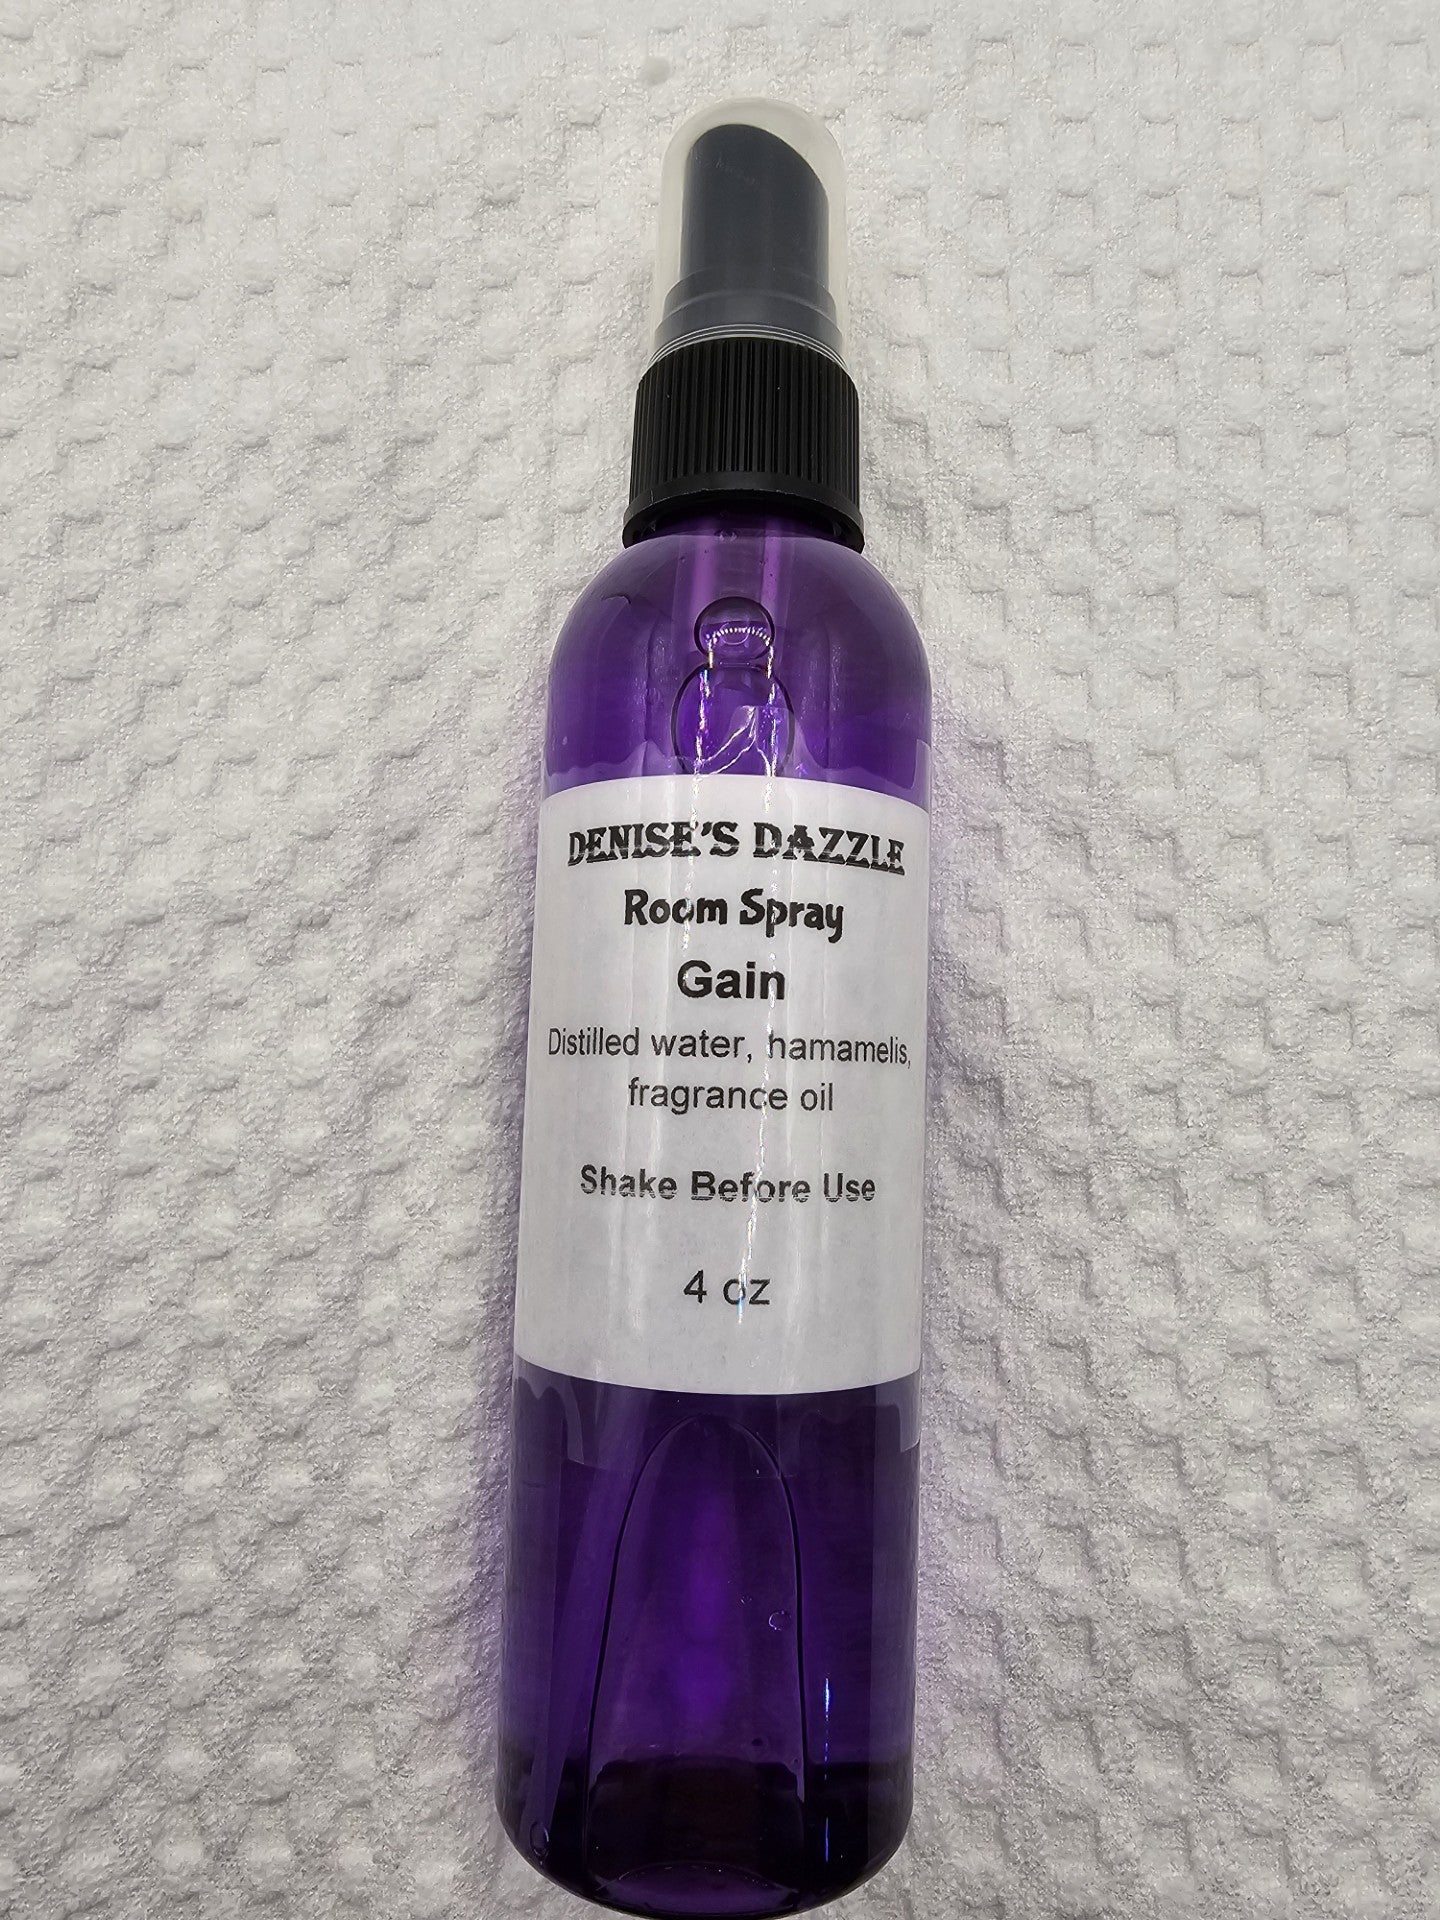 DENISE'S DAZZLE
Room Spray
Gain
Distilled water, hamamelis,
fragrance oil
Shake Before Use
4 oz